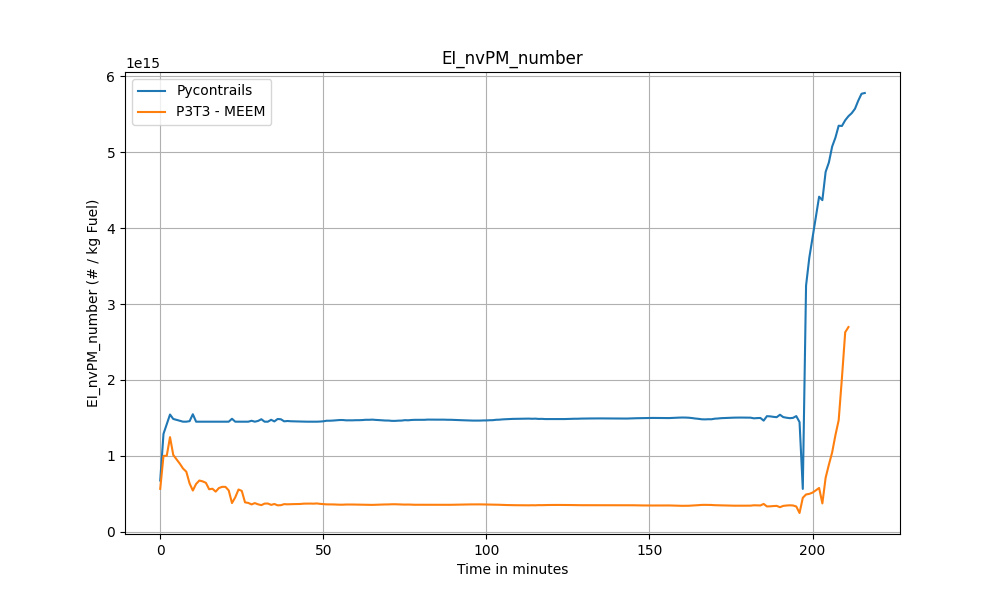 EI_nvPM_number
1e15
Pycontrails
P3T3 - MEEM
6
5
4
3
2
1
0
EI_nvPM_number (# / kg Fuel)
0 50 100 150 200
Time in minutes